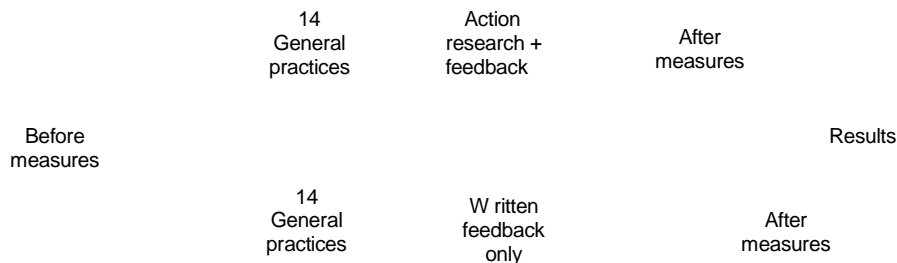 14
General
practices
Action
research +
feedback
After
measures
Before
measures
Results
14
General
practices
W ritten
feedback
only
After
measures